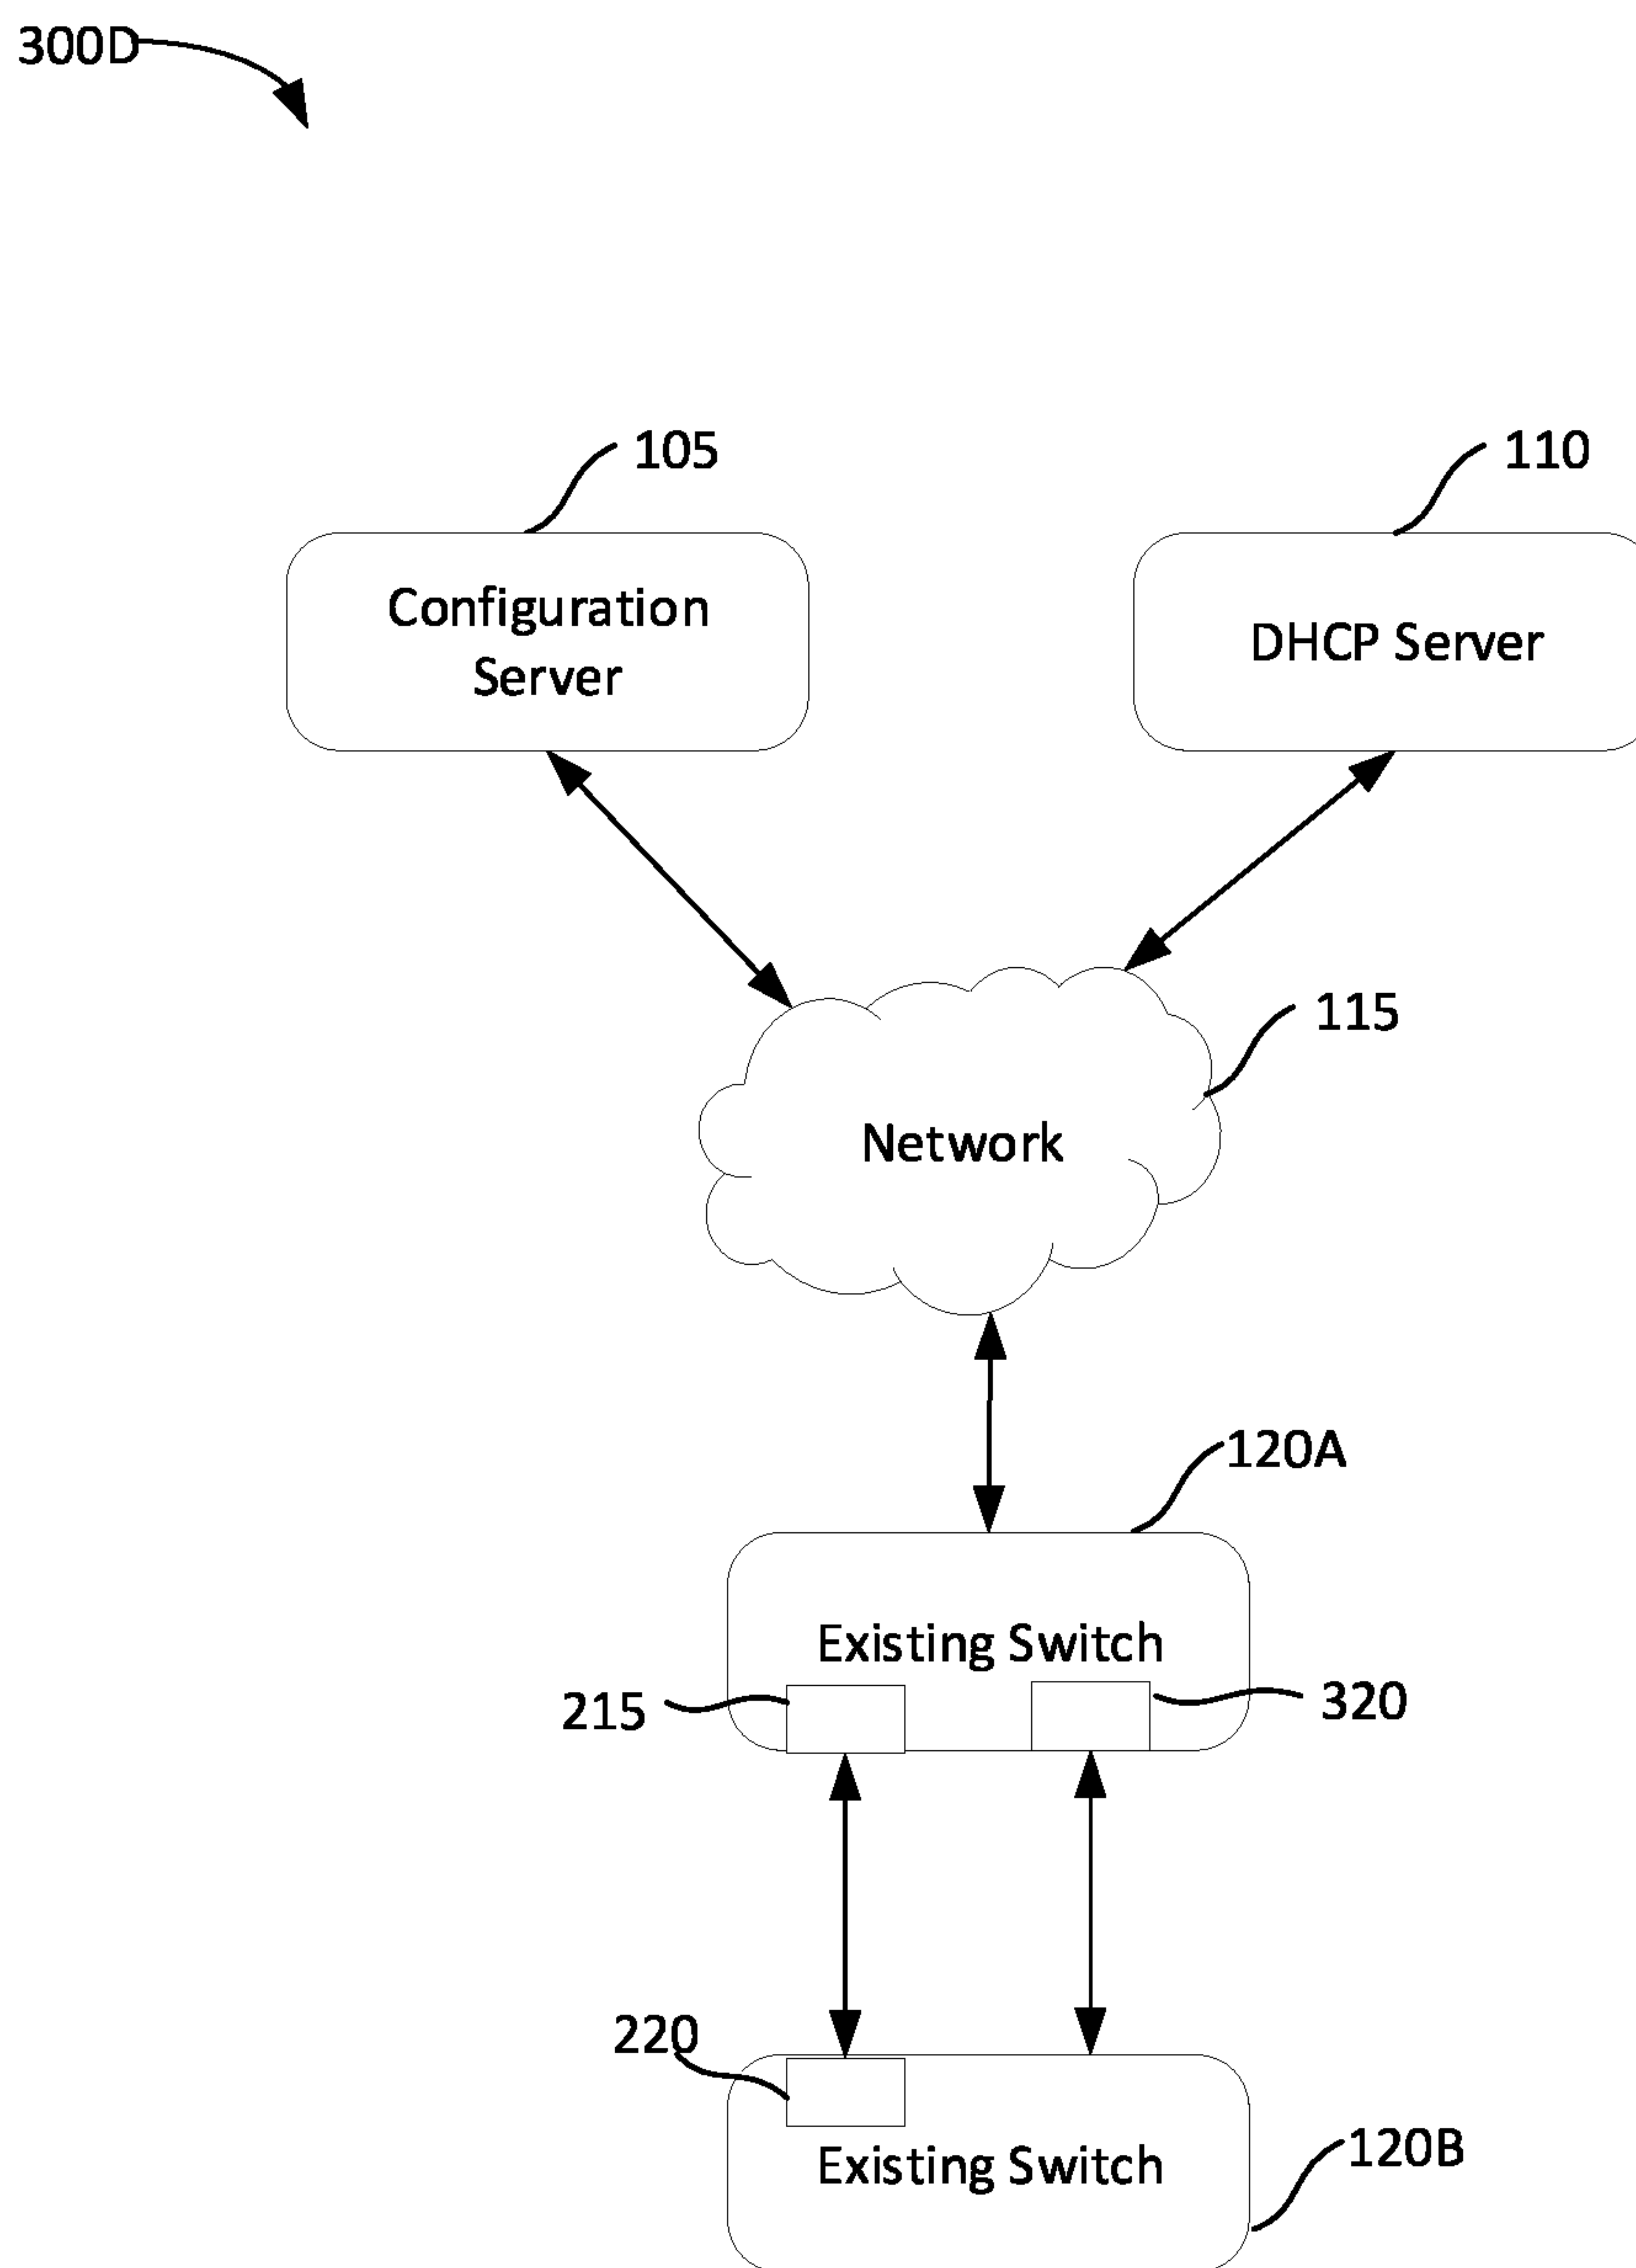 300D
105
110
Configuration
Server
DHCP Server
115
Network
120A
Existing Switch
215
320
220
Existing Switch
120B